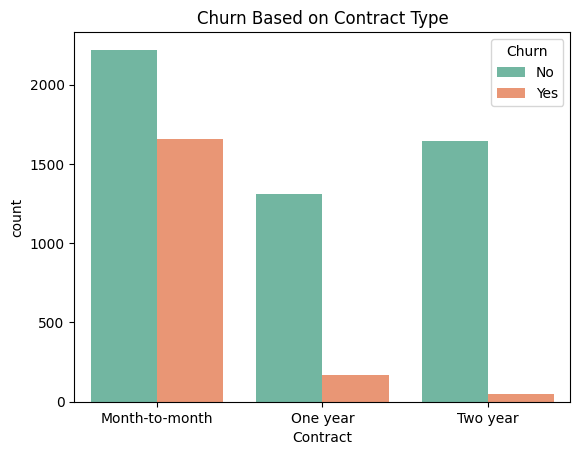 Churn Based on Contract Type
Churn
No
Yes
count
2000
1500
1000
500
0
Month-to-month
One year
Two year
Contract